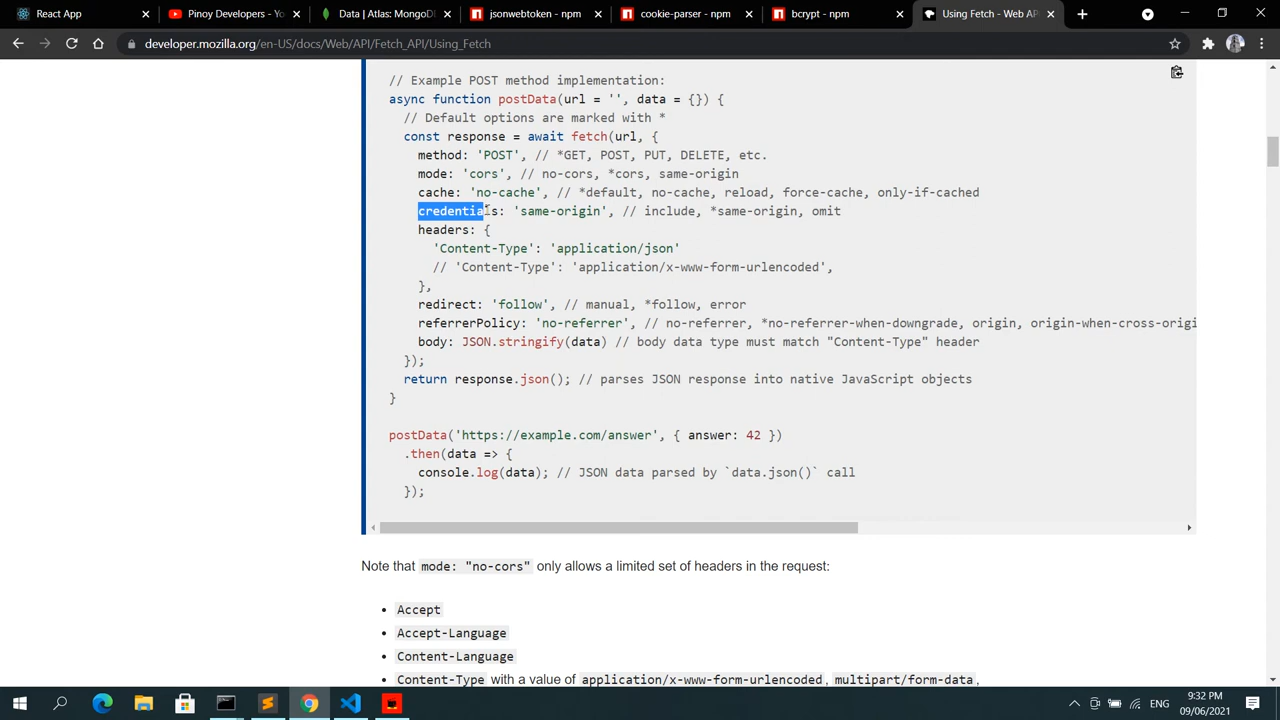 React App
Pinoy Developers - You
Data | Atlas: MongoDB
jsonwebtoken - npm
cookie-parser - npm
bcrypt - npm
Using Fetch - Web API
developer.mozilla.org/en-US/docs/Web/API/Fetch_API/Using_Fetch
// Example POST method implementation:
async function postData(url = '', data = {}) {
// Default options are marked with *
const response = await fetch(url, {
method: 'POST', // *GET, POST, PUT, DELETE, etc.
mode: 'cors', // no-cors, *cors, same-origin
cache: 'no-cache', // *default, no-cache, reload, force-cache, only-if-cached
credentials: 'same-origin', // include, *same-origin, omit
headers: {
'Content-Type': 'application/json'
// 'Content-Type': 'application/x-www-form-urlencoded',
},
redirect: 'follow', // manual, *follow, error
referrerPolicy: 'no-referrer', // no-referrer, *no-referrer-when-downgrade, origin, origin-when-cross-origi
body: JSON.stringify(data) // body data type must match "Content-Type" header
});
return response.json(); // parses JSON response into native JavaScript objects
}
postData('https://example.com/answer', { answer: 42 })
.then(data => {
console.log(data); // JSON data parsed by `data.json()` call
});
Note that mode: "no-cors" only allows a limited set of headers in the request:
• Accept
• Accept-Language
• Content-Language
• Content-Type with a value of application/x-www-form-urlencoded, multipart/form-data,
ENG
9:32 PM
09/06/2021